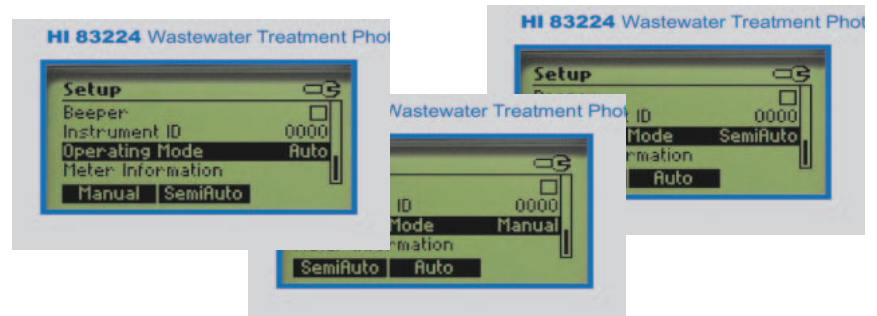 HI 83224 Wastewater Treatment Phot
Setup
Beeper
Instrument ID 0000
Operating Mode Auto
Meter Information
Manual SemiAuto
Wastewater Treatment Phot
ID 0000
Mode Manual
rmation
SemiAuto Auto
HI 83224 Wastewater Treatment Phot
Setup
ID 0000
Mode SemiAuto
rmation
Auto